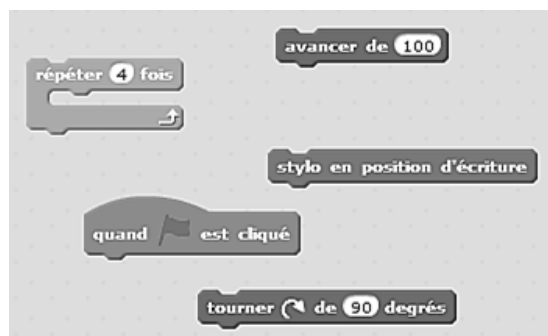 avancer de 100
répéter 4 fois
stylo en position d'écriture
quand est cliqué
tourner de 90 degrés